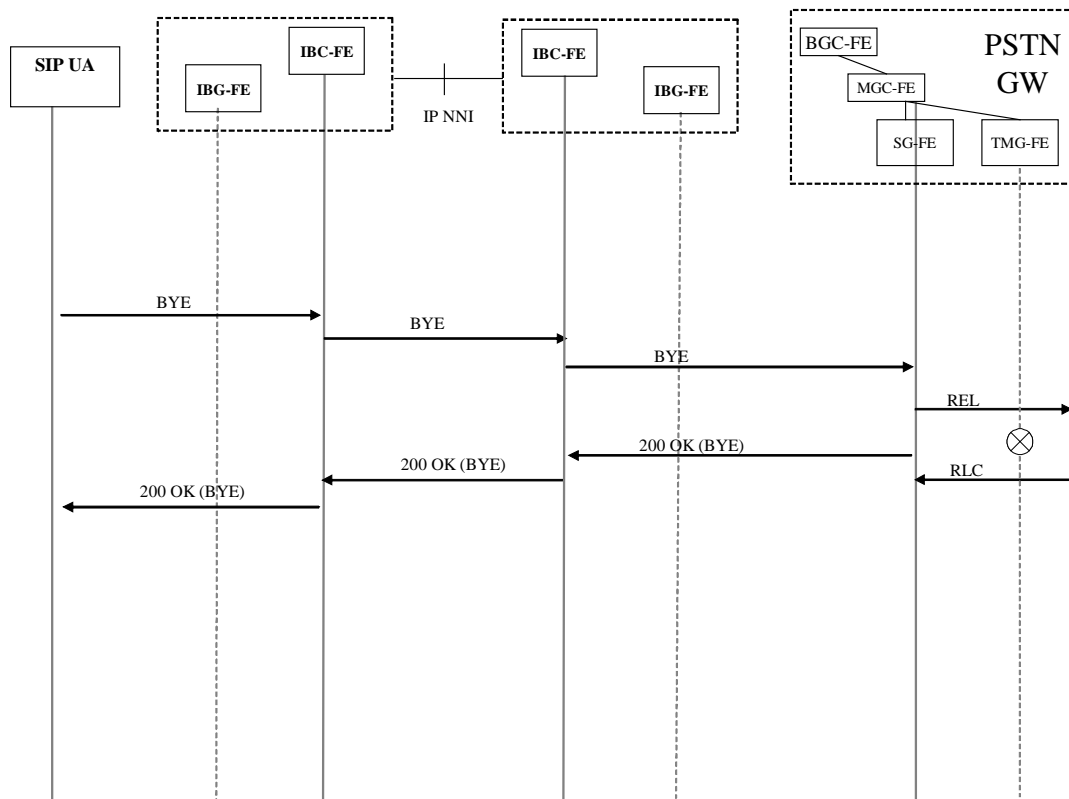 SIP UA
IBG-FE
IBC-FE
IP NNI
IBC-FE
IBG-FE
BGC-FE
PSTN
GW
MGC-FE
SG-FE
TMG-FE
BYE
BYE
BYE
REL
200 OK (BYE)
200 OK (BYE)
RLC
200 OK (BYE)